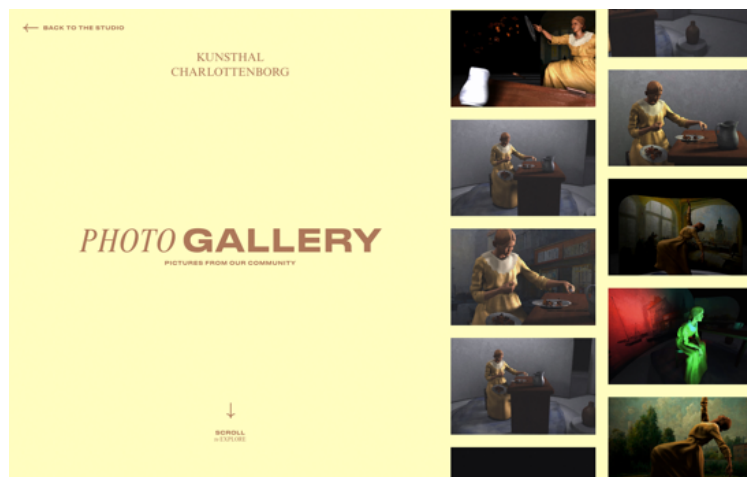 BACK TO THE STUDIO
KUNSTHAL
CHARLOTTENBORG
PHOTO GALLERY
PICTURES FROM OUR COMMUNITY
SCROLL
to EXPLORE